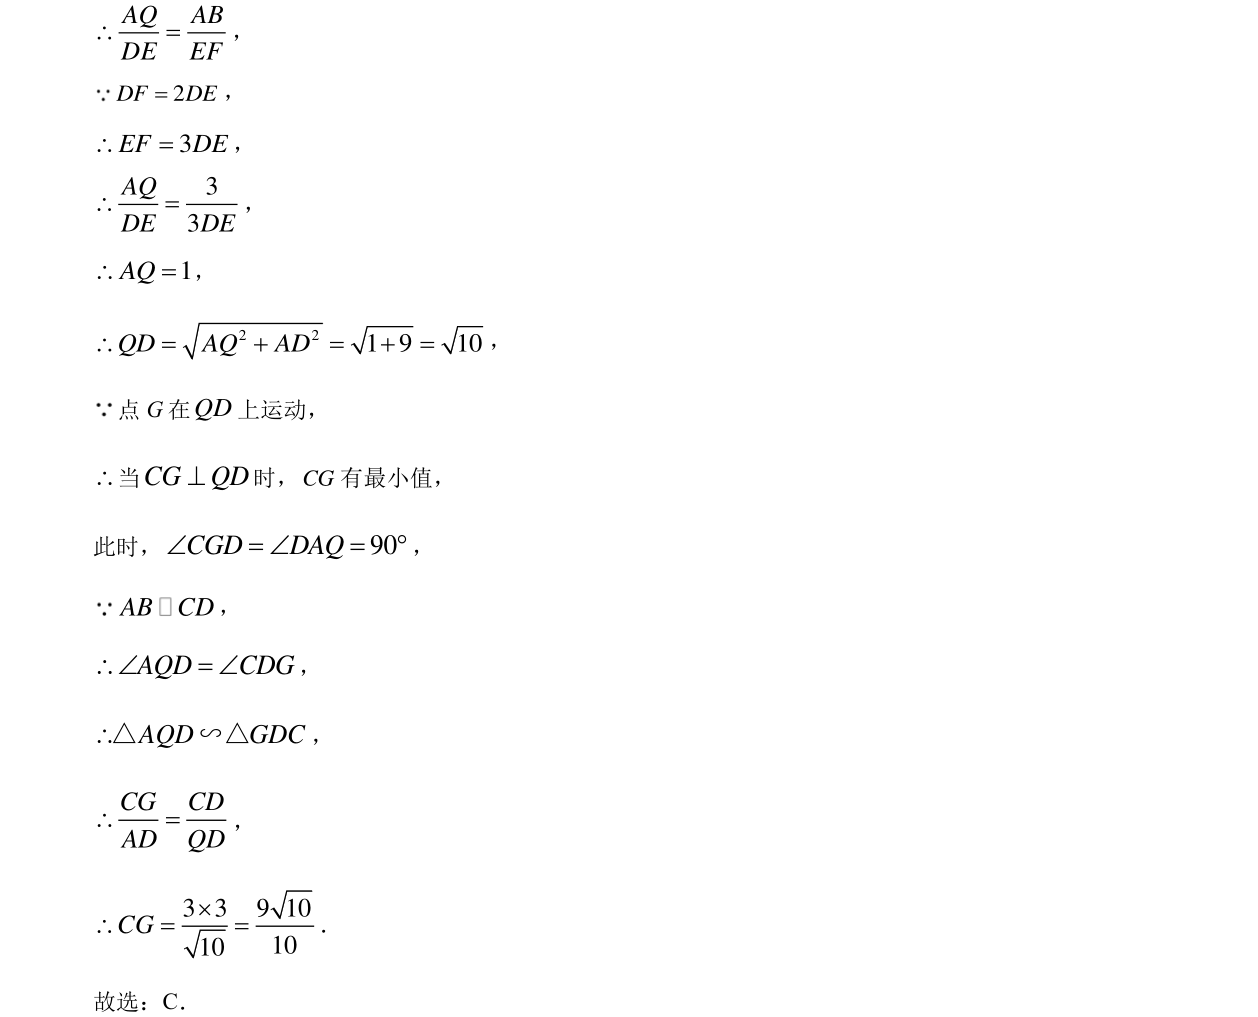 ∴AQ/DE = AB/EF，
∵DF = 2DE，
∴EF = 3DE，
∴AQ/DE = 3/3DE，
∴AQ = 1，
∴QD = √(AQ² + AD²) = √(1+9) = √10，
∵点 G 在 QD 上运动，
∴当 CG ⊥ QD 时，CG 有最小值，
此时，∠CGD = ∠DAQ = 90°，
∵AB□CD，
∴∠AQD = ∠CDG，
∴△AQD∽△GDC，
∴CG/AD = CD/QD，
∴CG = 3×3/√10 = 9√10/10．
故选：C．